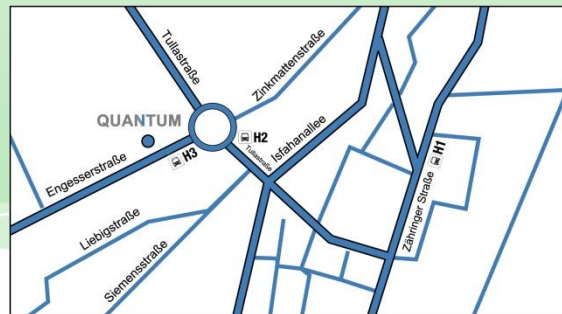 Tullastraße
Zinkmattenstraße
QUANTUM
H2
Tullastraße
Isfahanallee
H3
Engesserstraße
H1
Zähringer Straße
Liebigstraße
Siemensstraße